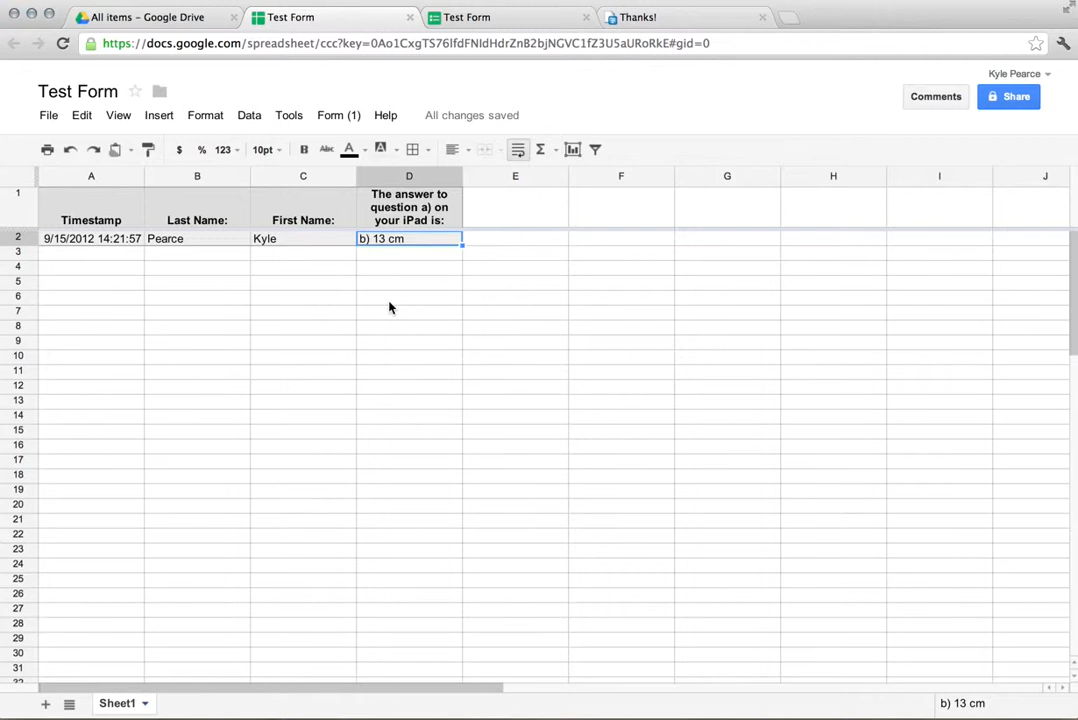 All items – Google Drive
Test Form
Test Form
Thanks!
https://docs.google.com/spreadsheet/ccc?key=0Ao1CxgTS76lfdFNIdHdrZnB2bjNGVC1fZ3U5aURoRkE#gid=0
Kyle Pearce
Test Form
Comments
Share
File Edit View Insert Format Data Tools Form (1) Help All changes saved
$ % 123 10pt B Abc A A Σ
A B C D E F G H I J
1 Timestamp Last Name: First Name: The answer to
question a) on
your iPad is:
2 9/15/2012 14:21:57 Pearce Kyle b) 13 cm
3
4
5
6
7
8
9
10
11
12
13
14
15
16
17
18
19
20
21
22
23
24
25
26
27
28
29
30
31
32
Sheet1
b) 13 cm